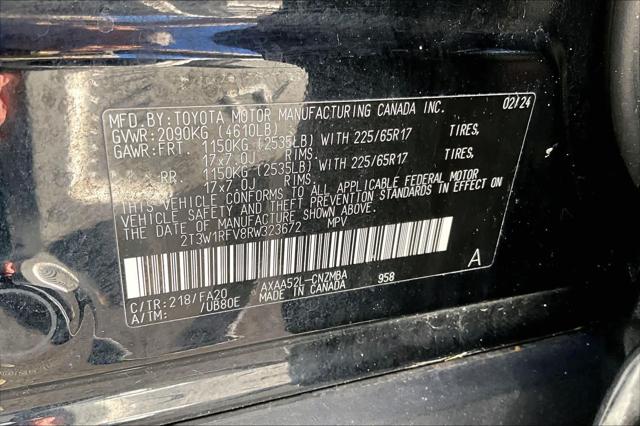 MFD.BY:TOYOTA MOTOR MANUFACTURING CANADA INC. 02/24
GVWR:2090KG (4610LB)
GAWR:FRT. 1150KG (2535LB) WITH 225/65R17 TIRES,
17x7.0J RIMS.
RR. 1150KG (2535LB) WITH 225/65R17 TIRES,
17x7.0J RIMS.
THIS VEHICLE CONFORMS TO ALL APPLICABLE FEDERAL MOTOR
VEHICLE SAFETY AND THEFT PREVENTION STANDARDS IN EFFECT ON
THE DATE OF MANUFACTURE SHOWN ABOVE.
2T3W1RFV8RW323672 MPV
A
C/TR:218/FA20 AXAA52L-CNZMBA 958
A/TM: /UB80E MADE IN CANADA